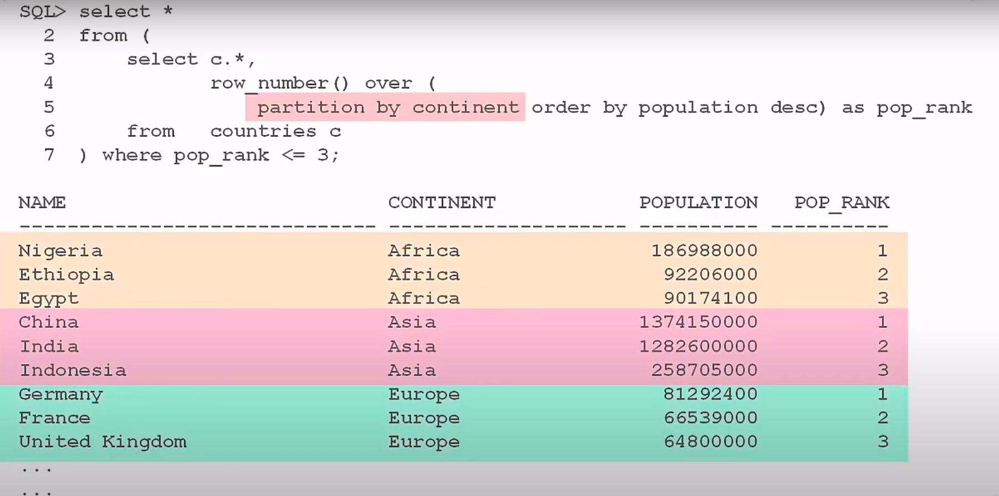 SQL> select *
2 from (
3 select c.*,
4 row_number() over (
5 partition by continent order by population desc) as pop_rank
6 from countries c
7 ) where pop_rank <= 3;
NAME CONTINENT POPULATION POP_RANK
------------------------------ -------------------- ---------- ----------
Nigeria Africa 186988000 1
Ethiopia Africa 92206000 2
Egypt Africa 90174100 3
China Asia 1374150000 1
India Asia 1282600000 2
Indonesia Asia 258705000 3
Germany Europe 81292400 1
France Europe 66539000 2
United Kingdom Europe 64800000 3
...
...